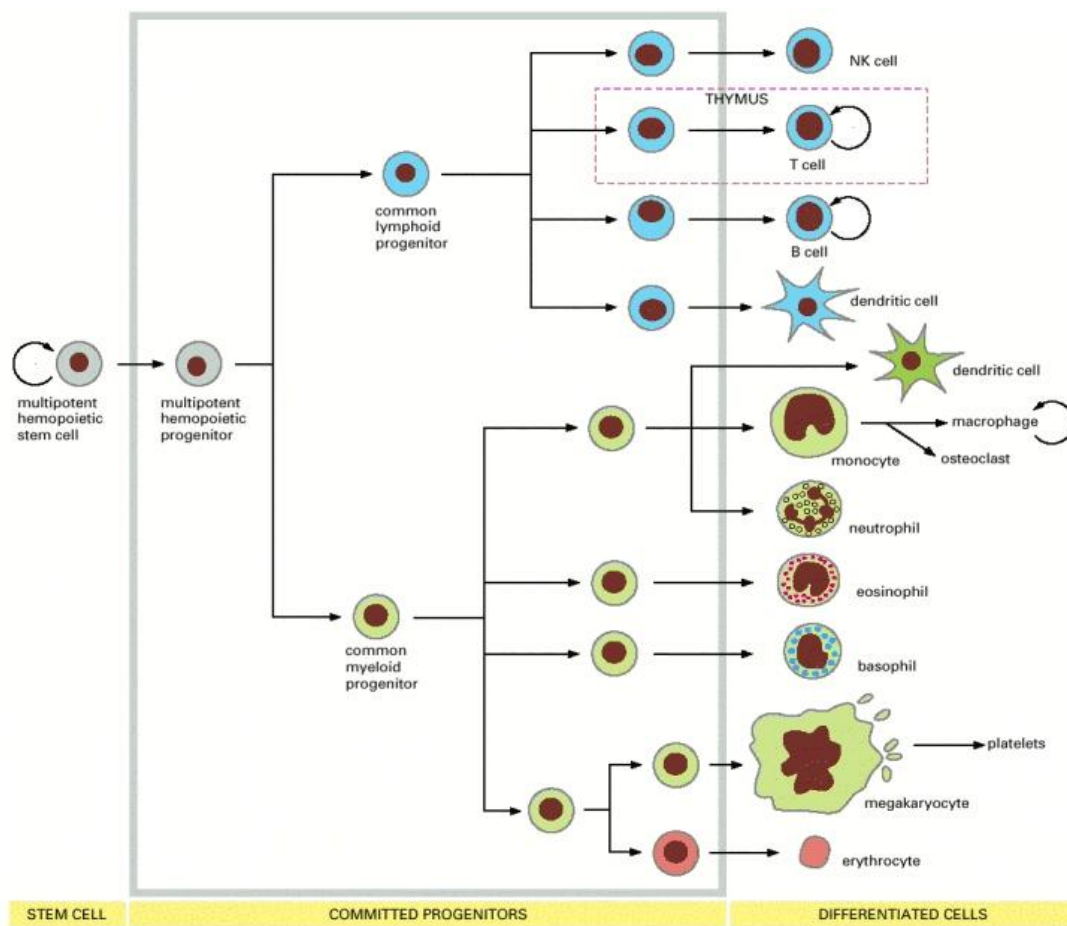 NK cell
THYMUS
T cell
common
lymphoid
progenitor
B cell
dendritic cell
dendritic cell
multipotent
hemopoietic
stem cell
multipotent
hemopoietic
progenitor
macrophage
monocyte
osteoclast
neutrophil
eosinophil
common
myeloid
progenitor
basophil
platelets
megakaryocyte
erythrocyte
STEM CELL
COMMITTED PROGENITORS
DIFFERENTIATED CELLS